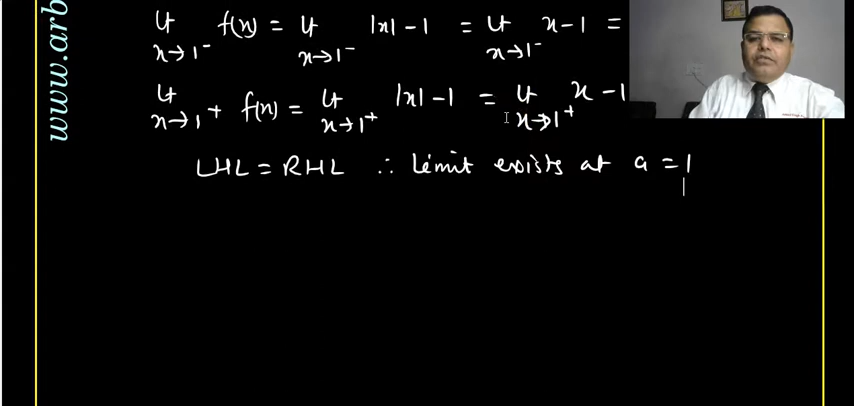 Lt f(x) = Lt |x| - 1 = Lt x - 1 =
x→1⁻ x→1⁻ x→1⁻
Lt f(x) = Lt |x| - 1 = Lt x - 1
x→1⁺ x→1⁺ x→1⁺
LHL = RHL ∴ Limit exists at a = 1
www.arb